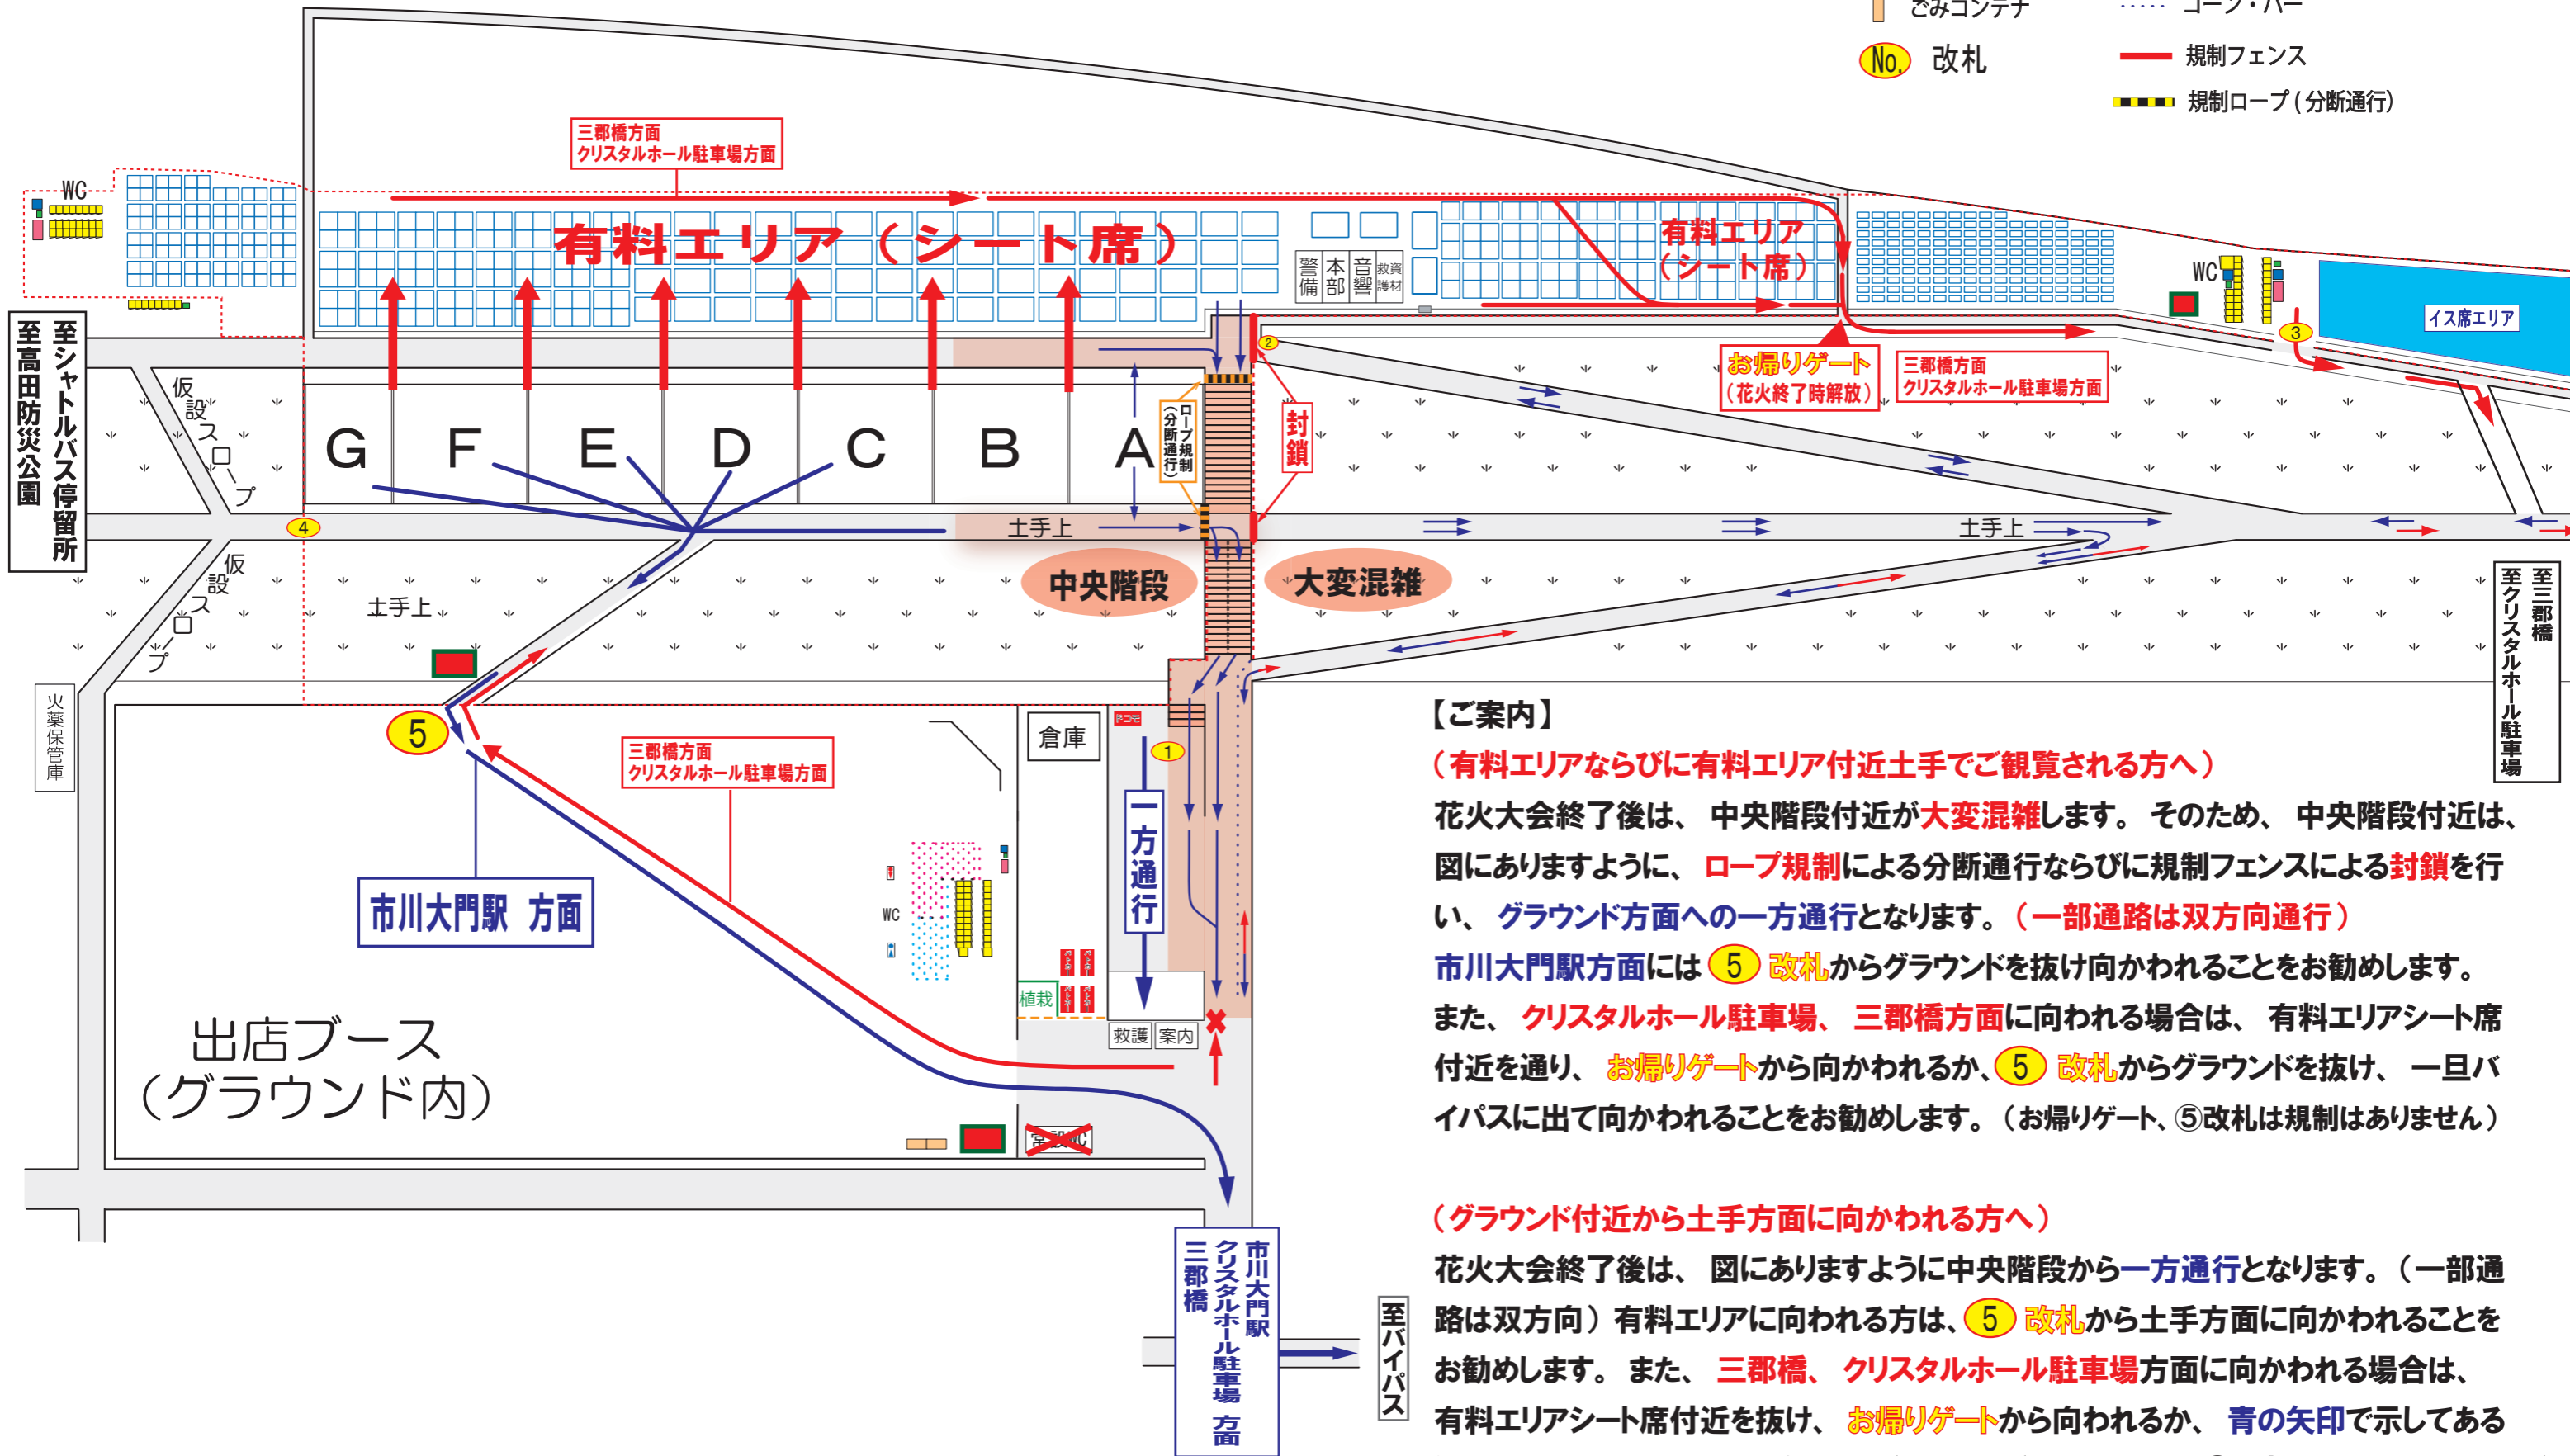 ごみコンテナ
コーン・バー
No. 改札
規制フェンス
規制ロープ(分断通行)
三郡橋方面
クリスタルホール駐車場方面
WC
有料エリア(シート席)
警備
本部
音響
救護
資材
有料エリア
(シート席)
WC
イス席エリア
3
2
お帰りゲート
(花火終了時解放)
三郡橋方面
クリスタルホール駐車場方面
至シャトルバス停留所
至高田防災公園
仮設スロープ
G
F
E
D
C
B
A
ロープ規制
(分断通行)
封鎖
4
土手上
土手上
中央階段
大変混雑
仮設スロープ
土手上
至三郡橋
至クリスタルホール駐車場
火薬保管庫
5
三郡橋方面
クリスタルホール駐車場方面
倉庫
1
一方通行
市川大門駅 方面
WC
植栽
救護
案内
出店ブース
(グラウンド内)
常設WC
市川大門駅
クリスタルホール駐車場 方面
三郡橋
至バイパス
【ご案内】
(有料エリアならびに有料エリア付近土手でご観覧される方へ)
花火大会終了後は、中央階段付近が大変混雑します。そのため、中央階段付近は、
図にありますように、ロープ規制による分断通行ならびに規制フェンスによる封鎖を行
い、グラウンド方面への一方通行となります。(一部通路は双方向通行)
市川大門駅方面には 5 改札からグラウンドを抜け向かわれることをお勧めします。
また、クリスタルホール駐車場、三郡橋方面に向われる場合は、有料エリアシート席
付近を通り、お帰りゲートから向かわれるか、5 改札からグラウンドを抜け、一旦バ
イパスに出て向かわれることをお勧めします。(お帰りゲート、⑤改札は規制はありません)
(グラウンド付近から土手方面に向かわれる方へ)
花火大会終了後は、図にありますように中央階段から一方通行となります。(一部通
路は双方向)有料エリアに向われる方は、5 改札から土手方面に向かわれることを
お勧めします。また、三郡橋、クリスタルホール駐車場方面に向かわれる場合は、
有料エリアシート席付近を抜け、お帰りゲートから向われるか、青の矢印で示してある